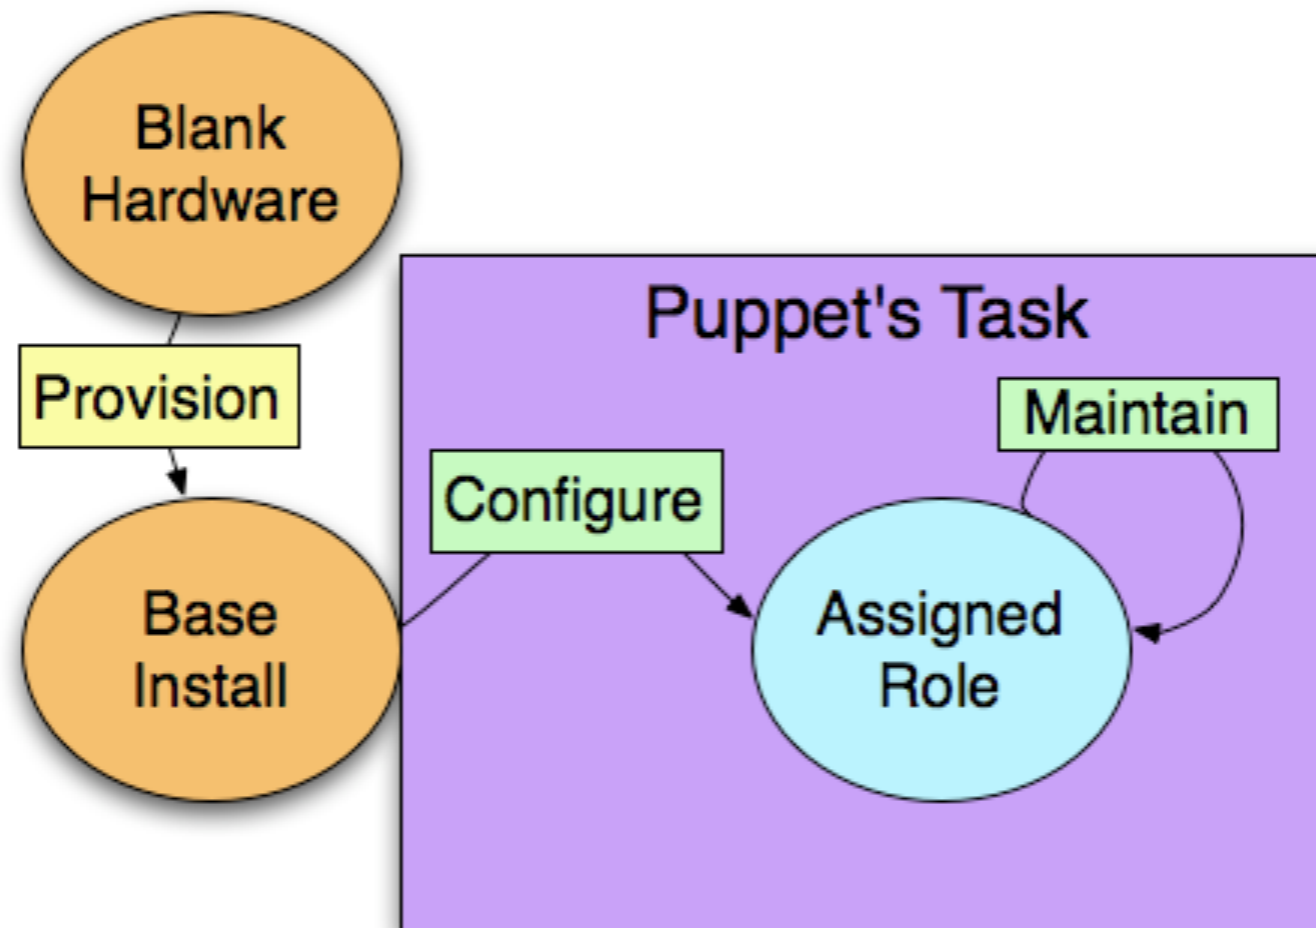 Blank
Hardware
Provision
Base
Install
Puppet's Task
Configure
Maintain
Assigned
Role